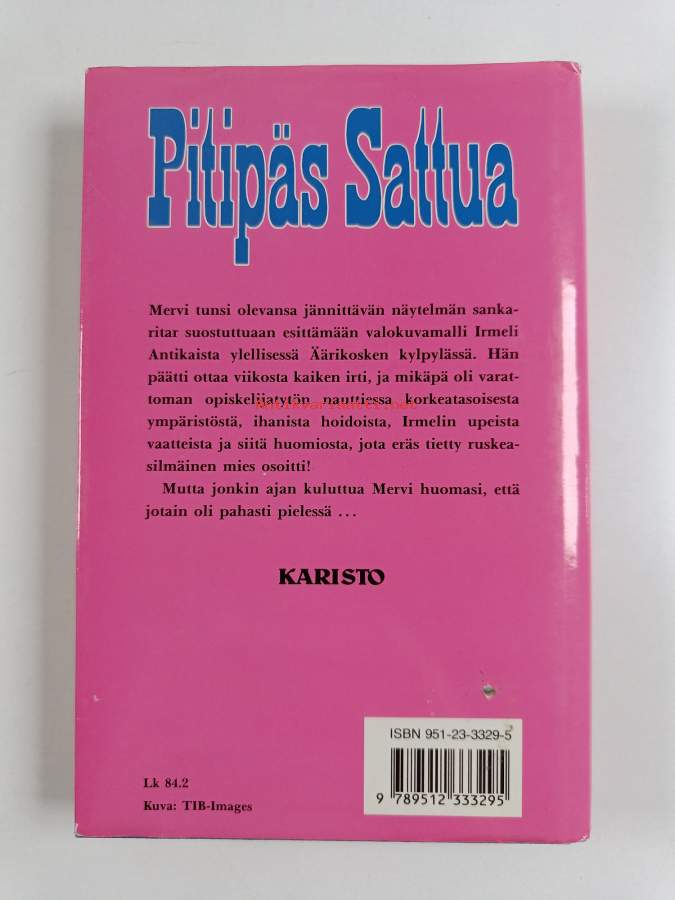 Pitipäs Sattua
Mervi tunsi olevansa jännittävän näytelmän sanka-
ritar suostuttuaan esittämään valokuvamalli Irmeli
Antikaista ylellisessä Äärikosken kylpylässä. Hän
päätti ottaa viikosta kaiken irti, ja mikäpä oli varat-
toman opiskelijatytön nauttiessa korkeatasoisesta
Antikvariaatti.net
ympäristöstä, ihanista hoidoista, Irmelin upeista
vaatteista ja siitä huomiosta, jota eräs tietty ruskea-
silmäinen mies osoitti!
Mutta jonkin ajan kuluttua Mervi huomasi, että
jotain oli pahasti pielessä ...
KARISTO
ISBN 951-23-3329-5
9 789512 333295
Lk 84.2
Kuva: TIB-Images